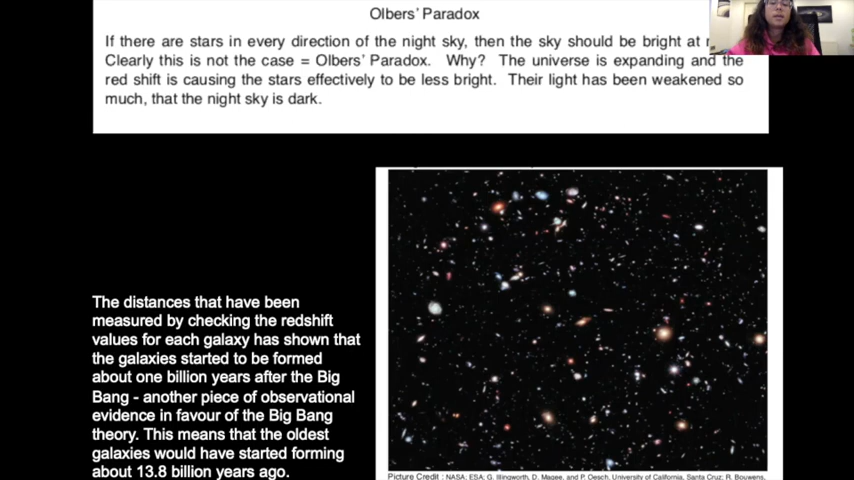 Olbers' Paradox
If there are stars in every direction of the night sky, then the sky should be bright at
Clearly this is not the case = Olbers' Paradox. Why? The universe is expanding and the
red shift is causing the stars effectively to be less bright. Their light has been weakened so
much, that the night sky is dark.
The distances that have been
measured by checking the redshift
values for each galaxy has shown that
the galaxies started to be formed
about one billion years after the Big
Bang - another piece of observational
evidence in favour of the Big Bang
theory. This means that the oldest
galaxies would have started forming
about 13.8 billion years ago.
Picture Credit : NASA; ESA; G. Illingworth, D. Magee, and P. Oesch, University of California, Santa Cruz; R. Bouwens,